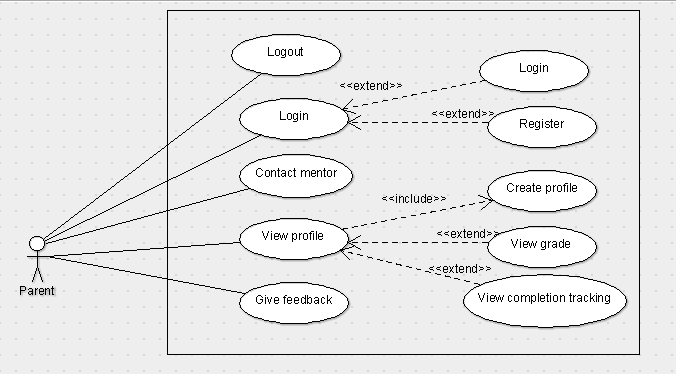 Logout
Login
<<extend>>
Login
<<extend>>
Register
Contact mentor
<<include>>
Create profile
View profile
<<extend>>
View grade
<<extend>>
View completion tracking
Give feedback
Parent